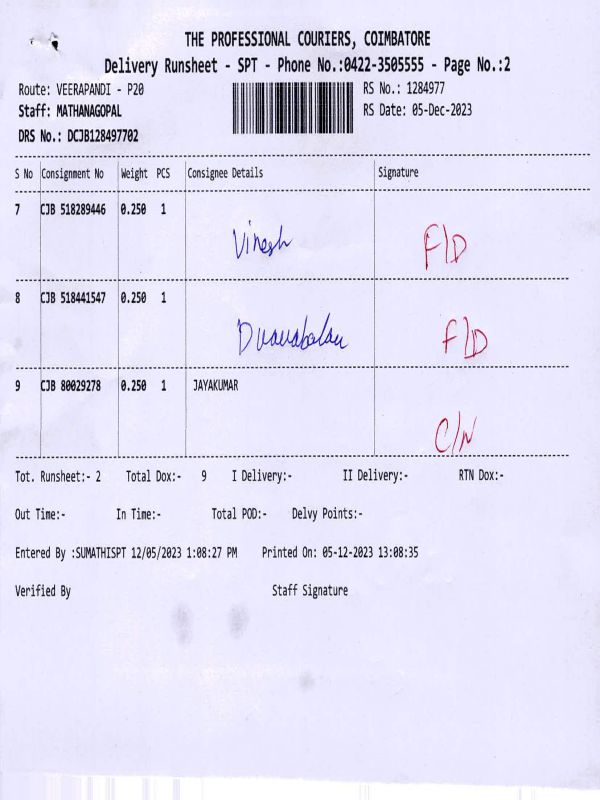 THE PROFESSIONAL COURIERS, COIMBATORE
Delivery Runsheet - SPT - Phone No.:0422-3505555 - Page No.:2
Route: VEERAPANDI - P20 RS No.: 1284977
Staff: MATHANAGOPAL RS Date: 05-Dec-2023
DRS No.: DCJB128497702
S No Consignment No Weight PCS Consignee Details Signature
7 CJB 518289446 0.250 1
Vinesh F/D
8 CJB 518441547 0.250 1
F/D
9 CJB 80029278 0.250 1 JAYAKUMAR
C/N
Tot. Runsheet:- 2 Total Dox:- 9 I Delivery:- II Delivery:- RTN Dox:-
Out Time:- In Time:- Total POD:- Delvy Points:-
Entered By :SUMATHISPT 12/05/2023 1:08:27 PM Printed On: 05-12-2023 13:08:35
Verified By Staff Signature